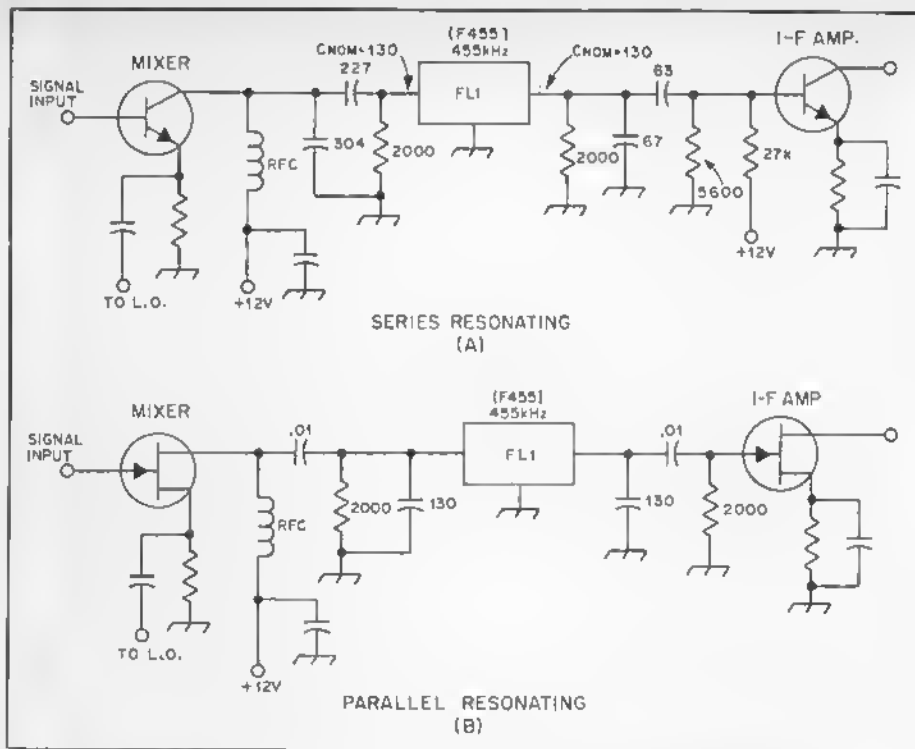 (F455)
455kHz
CNOM=130
CNOM=130
I-F AMP.
MIXER
227
63
SIGNAL
INPUT
FL1
304
2000
RFC
2000
67
27k
5600
+12V
TO L.O.
+12V
SERIES RESONATING
(A)
(F455)
455kHz
MIXER
I-F AMP
.01
.01
SIGNAL
INPUT
FL1
RFC
2000
130
130
2000
TO L.O.
+12V
PARALLEL RESONATING
(B)